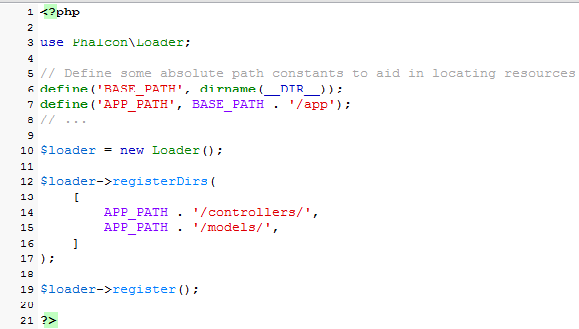 1 <?php
2
3 use Phalcon\Loader;
4
5 // Define some absolute path constants to aid in locating resources
6 define('BASE_PATH', dirname(__DIR__));
7 define('APP_PATH', BASE_PATH . '/app');
8 // ...
9
10 $loader = new Loader();
11
12 $loader->registerDirs(
13     [
14         APP_PATH . '/controllers/',
15         APP_PATH . '/models/',
16     ]
17 );
18
19 $loader->register();
20
21 ?>